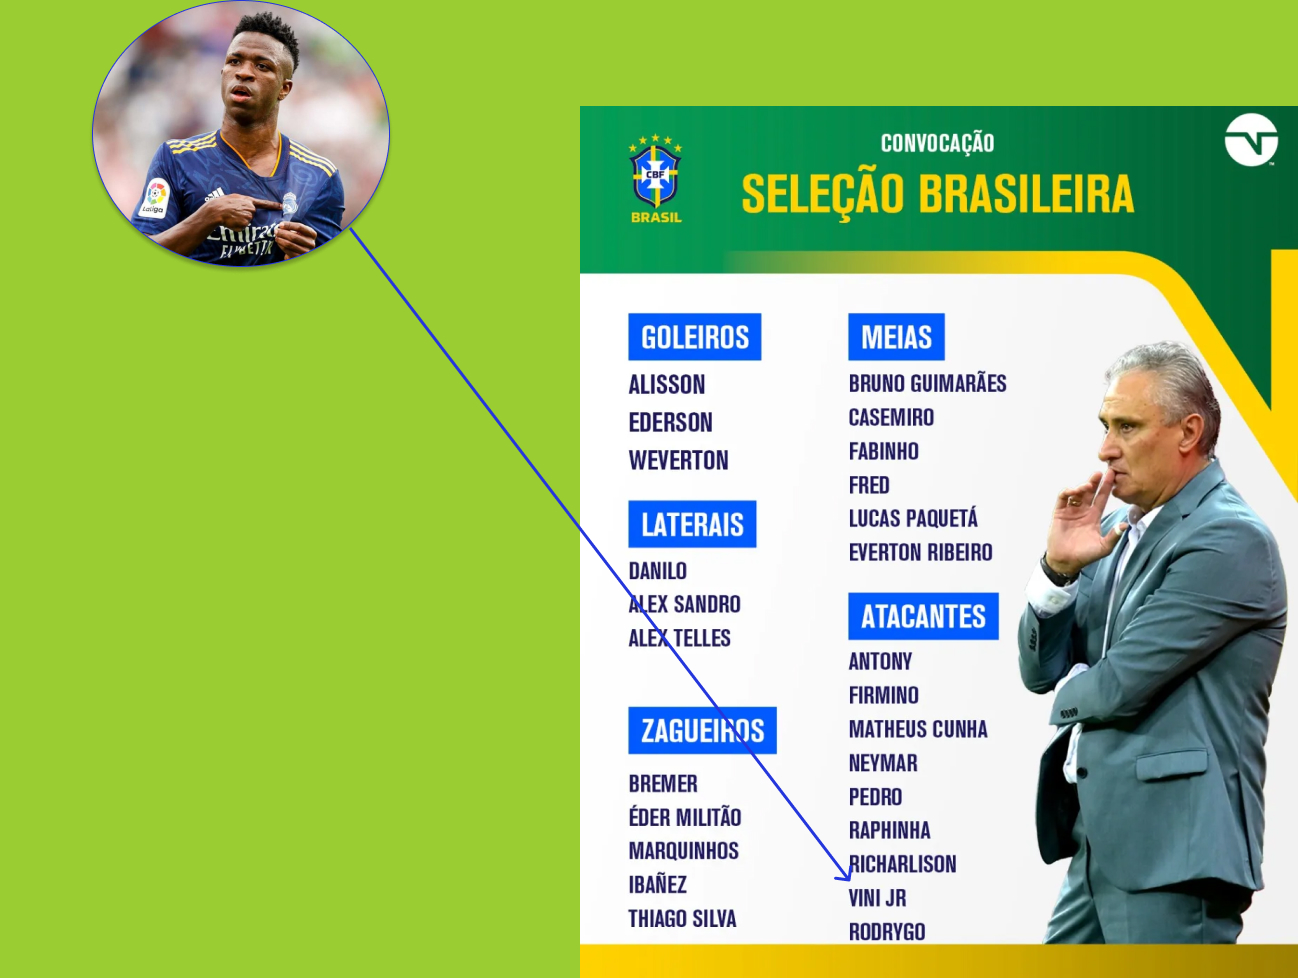 LaLiga
Emirates
CONVOCAÇÃO
SELEÇÃO BRASILEIRA
CBF
BRASIL
GOLEIROS
ALISSON
EDERSON
WEVERTON
LATERAIS
DANILO
ALEX SANDRO
ALEX TELLES
ZAGUEIROS
BREMER
ÉDER MILITÃO
MARQUINHOS
IBAÑEZ
THIAGO SILVA
MEIAS
BRUNO GUIMARÃES
CASEMIRO
FABINHO
FRED
LUCAS PAQUETÁ
EVERTON RIBEIRO
ATACANTES
ANTONY
FIRMINO
MATHEUS CUNHA
NEYMAR
PEDRO
RAPHINHA
RICHARLISON
VINI JR
RODRYGO